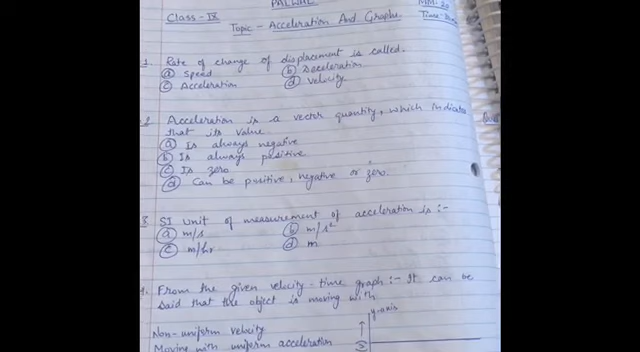 PALWAL
Class - IX
MM: 20
Topic - Acceleration And Graphs
Time:
1. Rate of change of displacement is called.
(a) Speed (b) Deceleration
(c) Acceleration (d) Velocity
2. Acceleration is a vector quantity, which indicates
that its value
(a) Is always negative
(b) Is always positive
(c) Is zero
(d) Can be positive, negative or zero.
3. SI unit of measurement of acceleration is :-
(a) m/s (b) m/s²
(c) m/hr (d) m
4. From the given velocity - time graph :- It can be
said that the object is moving with
y-axis
Non-uniform velocity
Moving with uniform acceleration